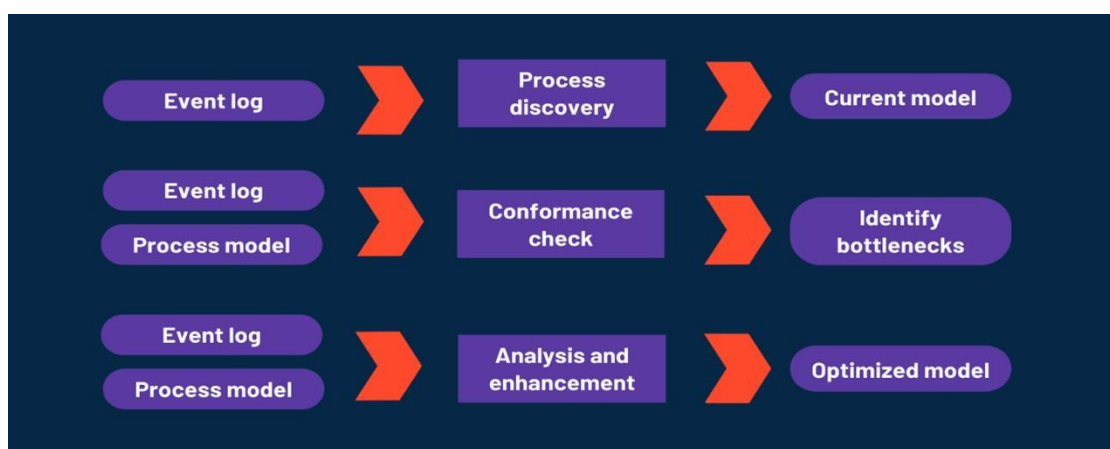 Event log
Process
discovery
Current model
Event log
Process model
Conformance
check
Identify
bottlenecks
Event log
Process model
Analysis and
enhancement
Optimized model